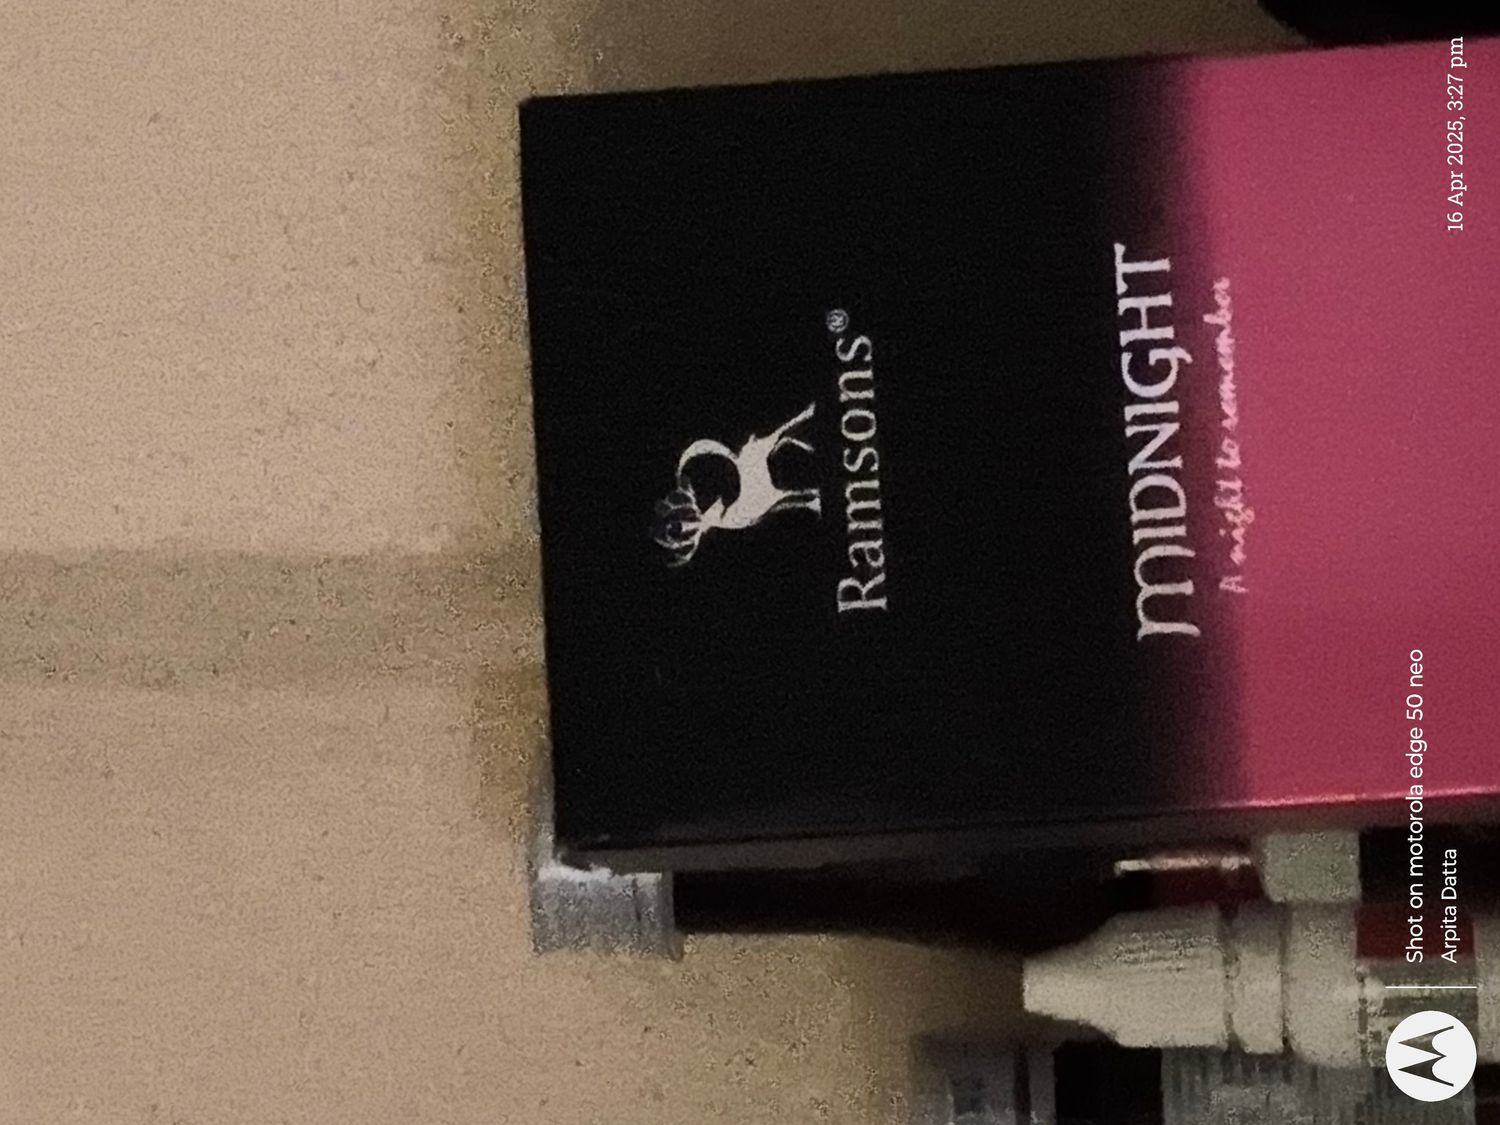 Ramsons®
MIDNIGHT
A night to remember
Shot on motorola edge 50 neo
Arpita Datta
16 Apr 2025, 3:27 pm